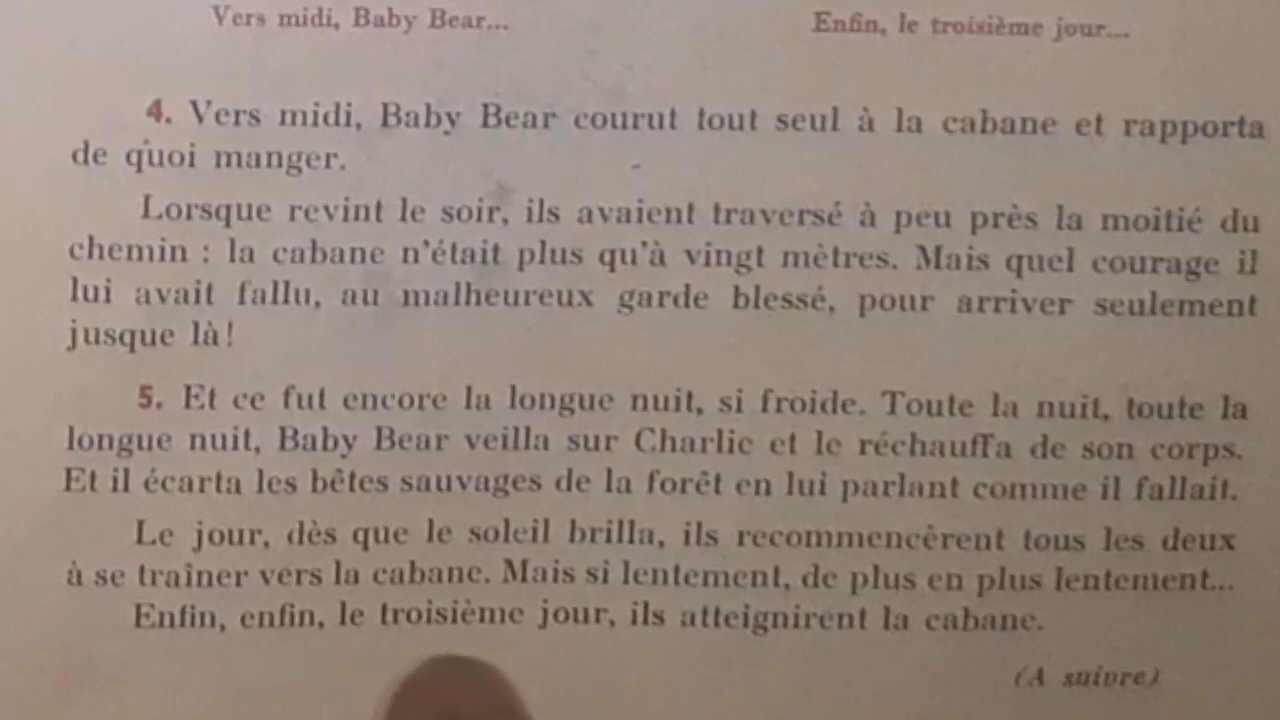 Vers midi, Baby Bear...
Enfin, le troisième jour...
4. Vers midi, Baby Bear courut tout seul à la cabane et rapporta
de quoi manger.
Lorsque revint le soir, ils avaient traversé à peu près la moitié du
chemin : la cabane n'était plus qu'à vingt mètres. Mais quel courage il
lui avait fallu, au malheureux garde blessé, pour arriver seulement
jusque là!
5. Et ce fut encore la longue nuit, si froide. Toute la nuit, toute la
longue nuit, Baby Bear veilla sur Charlie et le réchauffa de son corps.
Et il écarta les bêtes sauvages de la forêt en lui parlant comme il fallait.
Le jour, dès que le soleil brilla, ils recommencèrent tous les deux
à se traîner vers la cabane. Mais si lentement, de plus en plus lentement...
Enfin, enfin, le troisième jour, ils atteignirent la cabane.
(A suivre)